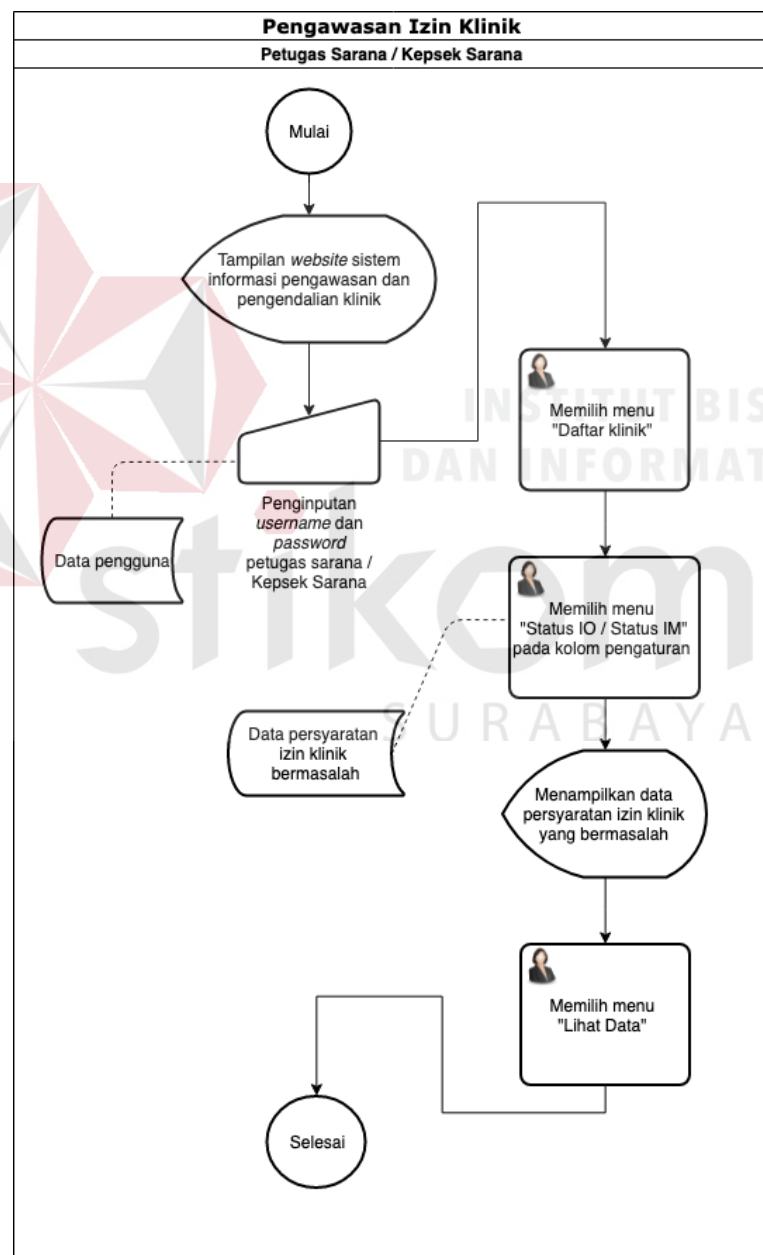 Pengawasan Izin Klinik
Petugas Sarana / Kepsek Sarana
Mulai
Tampilan website sistem
informasi pengawasan dan
pengendalian klinik
Penginputan
username dan
password
petugas sarana /
Kepsek Sarana
Data pengguna
Memilih menu
"Daftar klinik"
Memilih menu
"Status IO / Status IM"
pada kolom pengaturan
Data persyaratan
izin klinik
bermasalah
Menampilkan data
persyaratan izin klinik
yang bermasalah
Memilih menu
"Lihat Data"
Selesai
INSTITUT BIS
DAN INFORMAT
stikom
SURABAYA